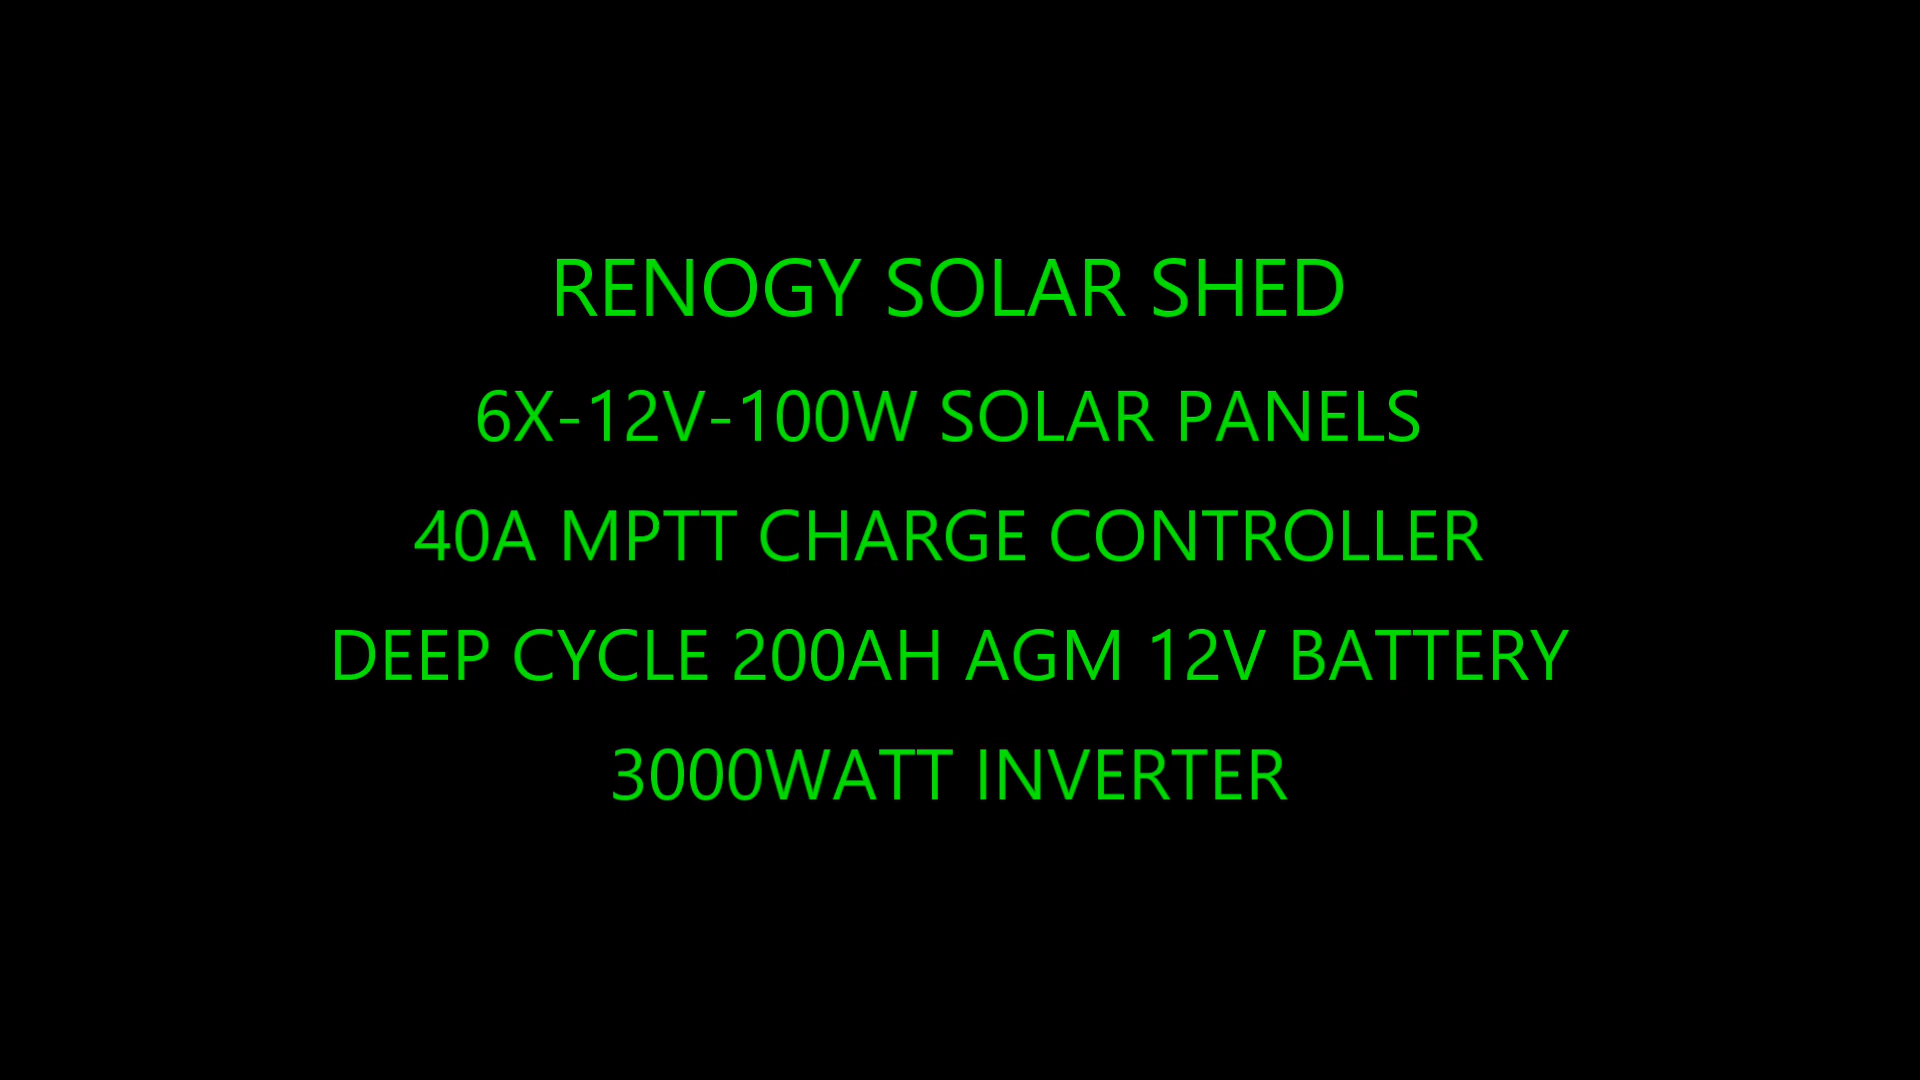 RENOGY SOLAR SHED
6X-12V-100W SOLAR PANELS
40A MPTT CHARGE CONTROLLER
DEEP CYCLE 200AH AGM 12V BATTERY
3000WATT INVERTER